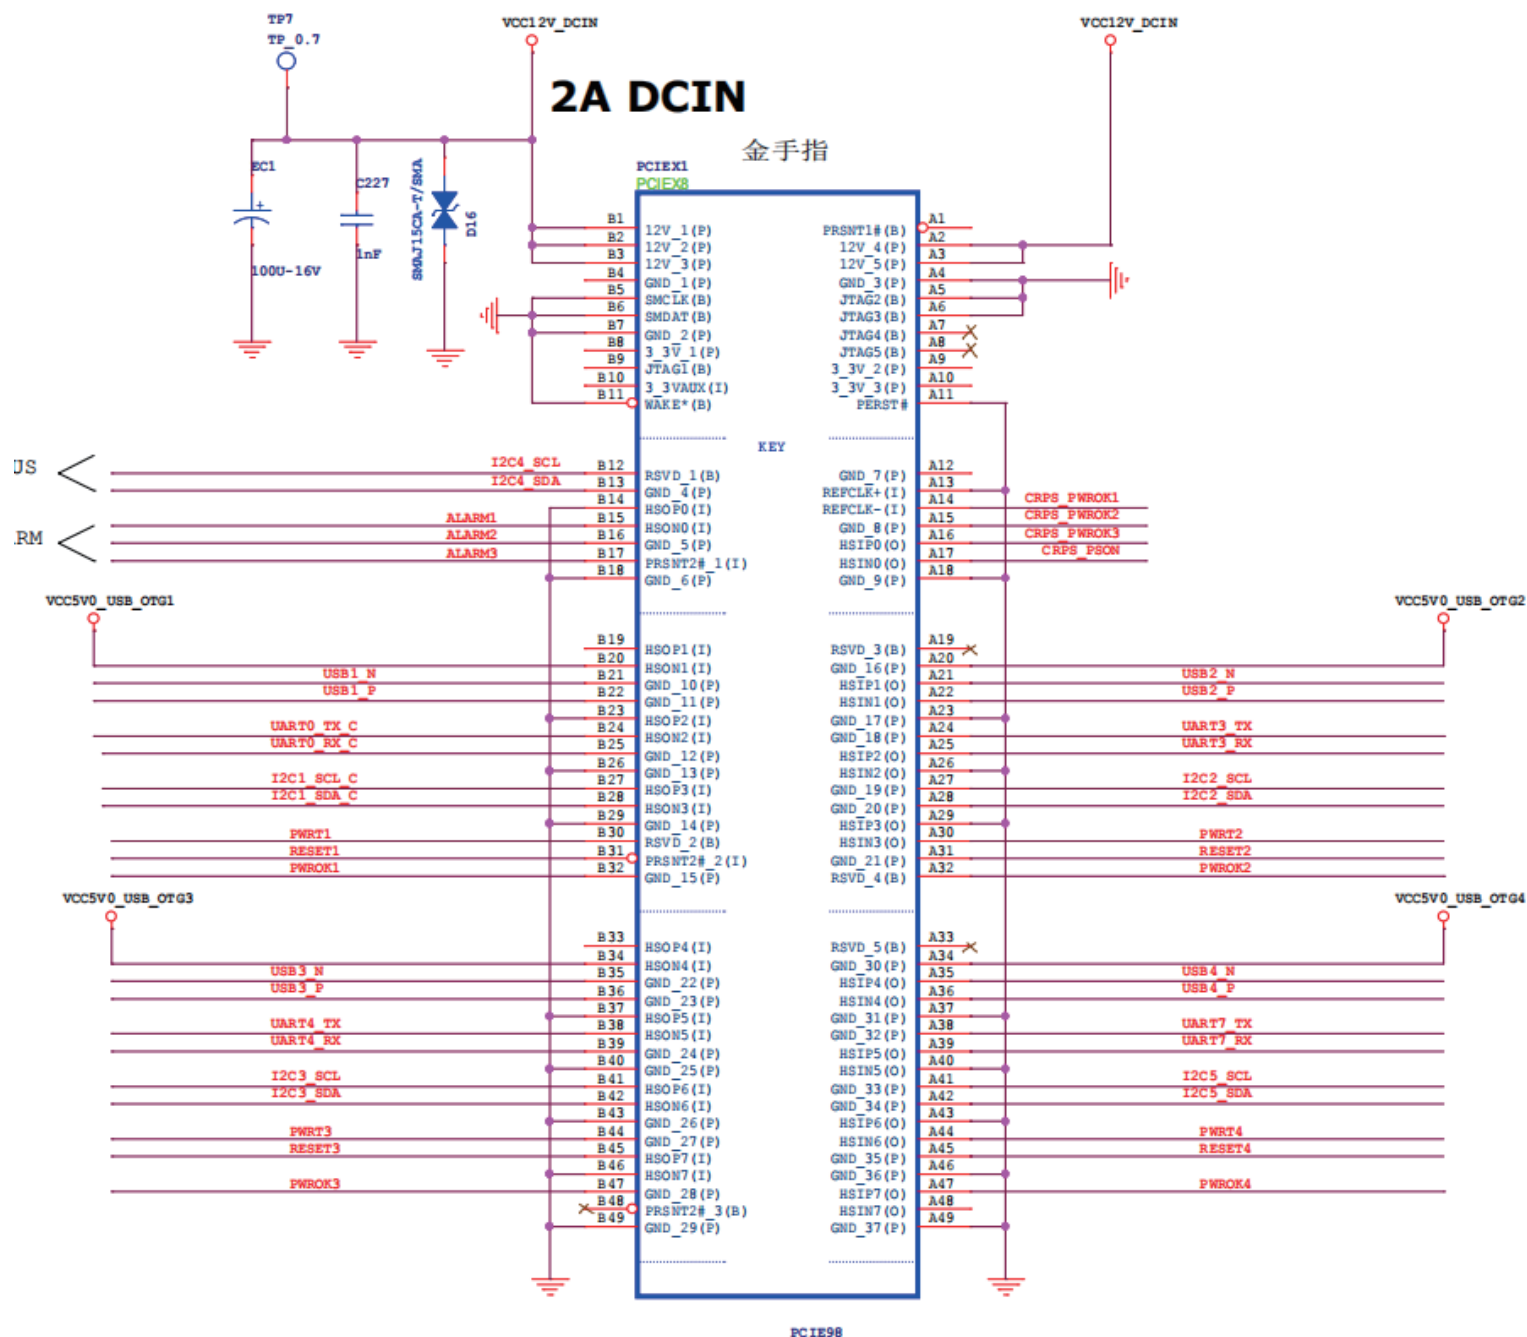 TP7
TP_0.7
VCC12V_DCIN
VCC12V_DCIN
2A DCIN
金手指
PCIEX1
PCIEX8
EC1
100U-16V
C227
1nF
SMAJ15CA-T/SMA
D16
B1 12V_1(P)
B2 12V_2(P)
B3 12V_3(P)
B4 GND_1(P)
B5 SMCLK(B)
B6 SMDAT(B)
B7 GND_2(P)
B8 3_3V_1(P)
B9 JTAG1(B)
B10 3_3VAUX(I)
B11 WAKE*(B)
PRSNT1#(B) A1
12V_4(P) A2
12V_5(P) A3
GND_3(P) A4
JTAG2(B) A5
JTAG3(B) A6
JTAG4(B) A7
JTAG5(B) A8
3_3V_2(P) A9
3_3V_3(P) A10
PERST# A11
KEY
JS
I2C4_SCL B12 RSVD_1(B)
I2C4_SDA B13 GND_4(P)
B14 HSOP0(I)
RM
ALARM1 B15 HSON0(I)
ALARM2 B16 GND_5(P)
ALARM3 B17 PRSNT2#_1(I)
B18 GND_6(P)
GND_7(P) A12
REFCLK+(I) A13
REFCLK-(I) A14 CRPS_PWROK1
GND_8(P) A15 CRPS_PWROK2
HSIP0(O) A16 CRPS_PWROK3
HSIN0(O) A17 CRPS_PSON
GND_9(P) A18
VCC5V0_USB_OTG1
B19 HSOP1(I)
B20 HSON1(I)
USB1_N B21 GND_10(P)
USB1_P B22 GND_11(P)
B23 HSOP2(I)
UART0_TX_C B24 HSON2(I)
UART0_RX_C B25 GND_12(P)
B26 GND_13(P)
I2C1_SCL_C B27 HSOP3(I)
I2C1_SDA_C B28 HSON3(I)
B29 GND_14(P)
PWRT1 B30 RSVD_2(B)
RESET1 B31 PRSNT2#_2(I)
PWROK1 B32 GND_15(P)
VCC5V0_USB_OTG2
RSVD_3(B) A19
GND_16(P) A20
HSIP1(O) A21 USB2_N
HSIN1(O) A22 USB2_P
GND_17(P) A23
GND_18(P) A24 UART3_TX
HSIP2(O) A25 UART3_RX
HSIN2(O) A26
GND_19(P) A27 I2C2_SCL
GND_20(P) A28 I2C2_SDA
HSIP3(O) A29
HSIN3(O) A30 PWRT2
GND_21(P) A31 RESET2
RSVD_4(B) A32 PWROK2
VCC5V0_USB_OTG3
B33 HSOP4(I)
B34 HSON4(I)
USB3_N B35 GND_22(P)
USB3_P B36 GND_23(P)
B37 HSOP5(I)
UART4_TX B38 HSON5(I)
UART4_RX B39 GND_24(P)
B40 GND_25(P)
I2C3_SCL B41 HSOP6(I)
I2C3_SDA B42 HSON6(I)
B43 GND_26(P)
PWRT3 B44 GND_27(P)
RESET3 B45 HSOP7(I)
B46 HSON7(I)
PWROK3 B47 GND_28(P)
B48 PRSNT2#_3(B)
B49 GND_29(P)
VCC5V0_USB_OTG4
RSVD_5(B) A33
GND_30(P) A34
HSIP4(O) A35 USB4_N
HSIN4(O) A36 USB4_P
GND_31(P) A37
GND_32(P) A38 UART7_TX
HSIP5(O) A39 UART7_RX
HSIN5(O) A40
GND_33(P) A41 I2C5_SCL
GND_34(P) A42 I2C5_SDA
HSIP6(O) A43
HSIN6(O) A44 PWRT4
GND_35(P) A45 RESET4
GND_36(P) A46
HSIP7(O) A47 PWROK4
HSIN7(O) A48
GND_37(P) A49
PCIE98